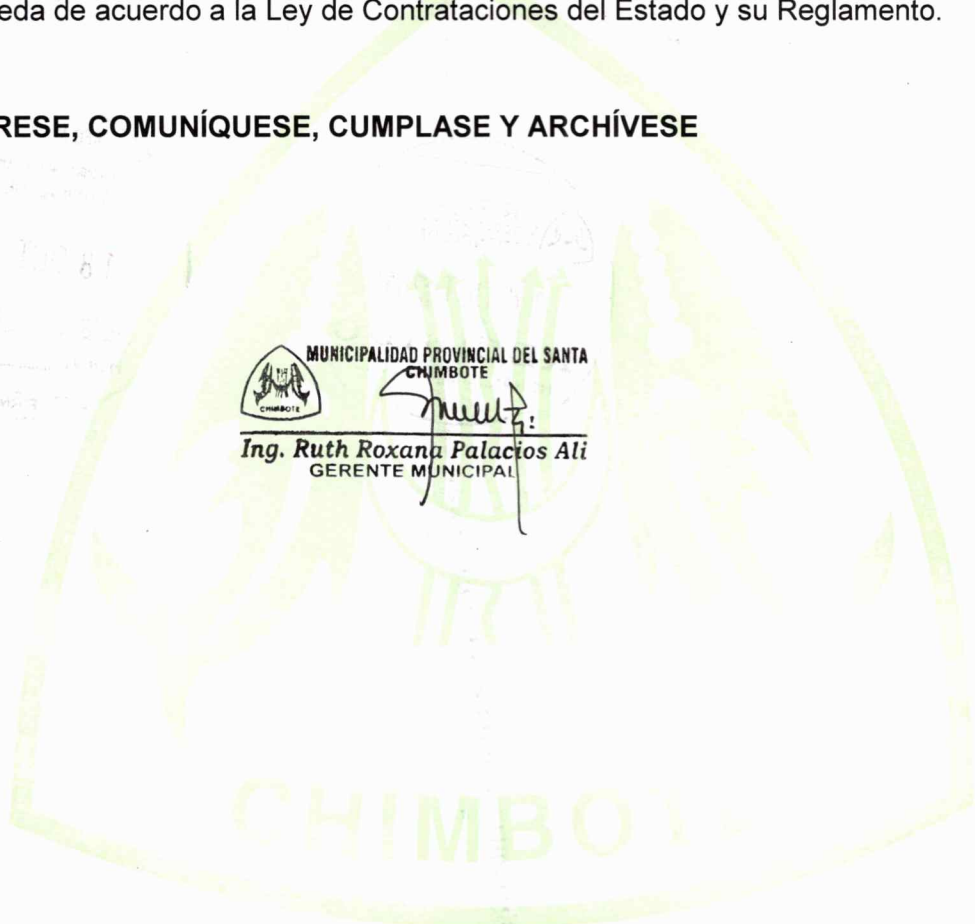 eda de acuerdo a la Ley de Contrataciones del Estado y su Reglamento.
RESE, COMUNÍQUESE, CUMPLASE Y ARCHÍVESE
MUNICIPALIDAD PROVINCIAL DEL SANTA
CHIMBOTE
CHIMBOTE
Ing. Ruth Roxana Palacios Ali
GERENTE MUNICIPAL
CHIMBOTE